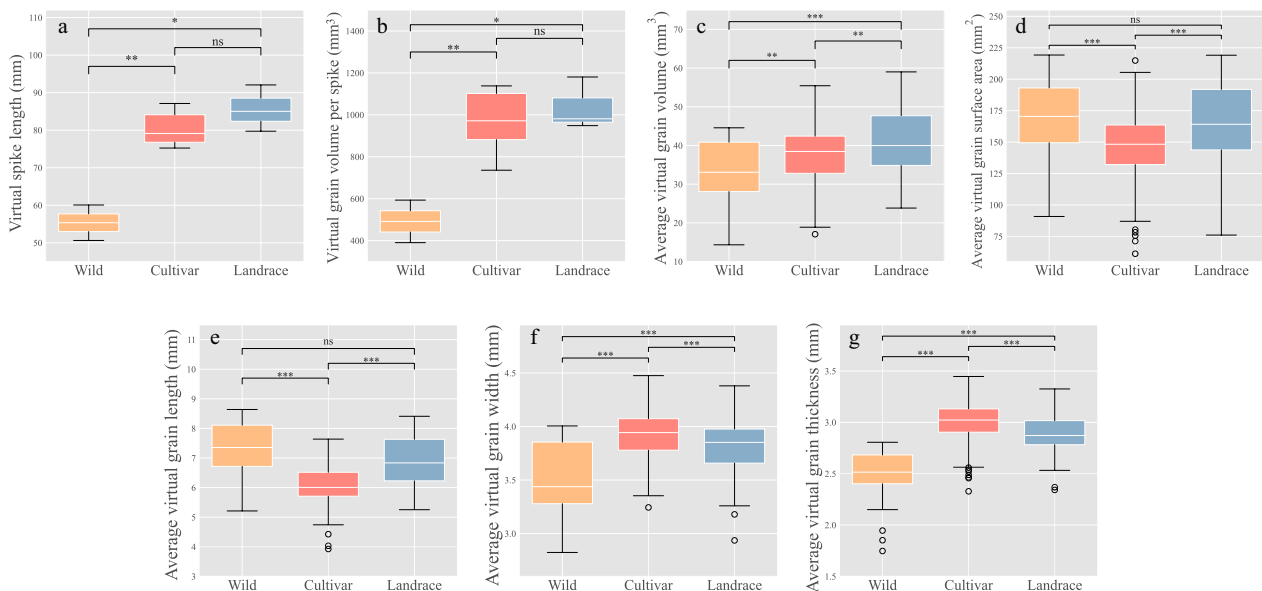 a
Virtual spike length (mm)
110
100
90
80
70
60
50
*
ns
**
Wild
Cultivar
Landrace
b
Virtual grain volume per spike (mm³)
1400
1200
1000
800
600
400
*
ns
**
Wild
Cultivar
Landrace
c
Average virtual grain volume (mm³)
70
60
50
40
30
20
10
***
**
**
Wild
Cultivar
Landrace
d
Average virtual grain surface area (mm²)
250
225
200
175
150
125
100
75
ns
***
***
Wild
Cultivar
Landrace
e
Average virtual grain length (mm)
11
10
9
8
7
6
5
4
3
ns
***
***
Wild
Cultivar
Landrace
f
Average virtual grain width (mm)
4.5
4.0
3.5
3.0
***
***
***
Wild
Cultivar
Landrace
g
Average virtual grain thickness (mm)
3.5
3.0
2.5
2.0
1.5
***
***
***
Wild
Cultivar
Landrace